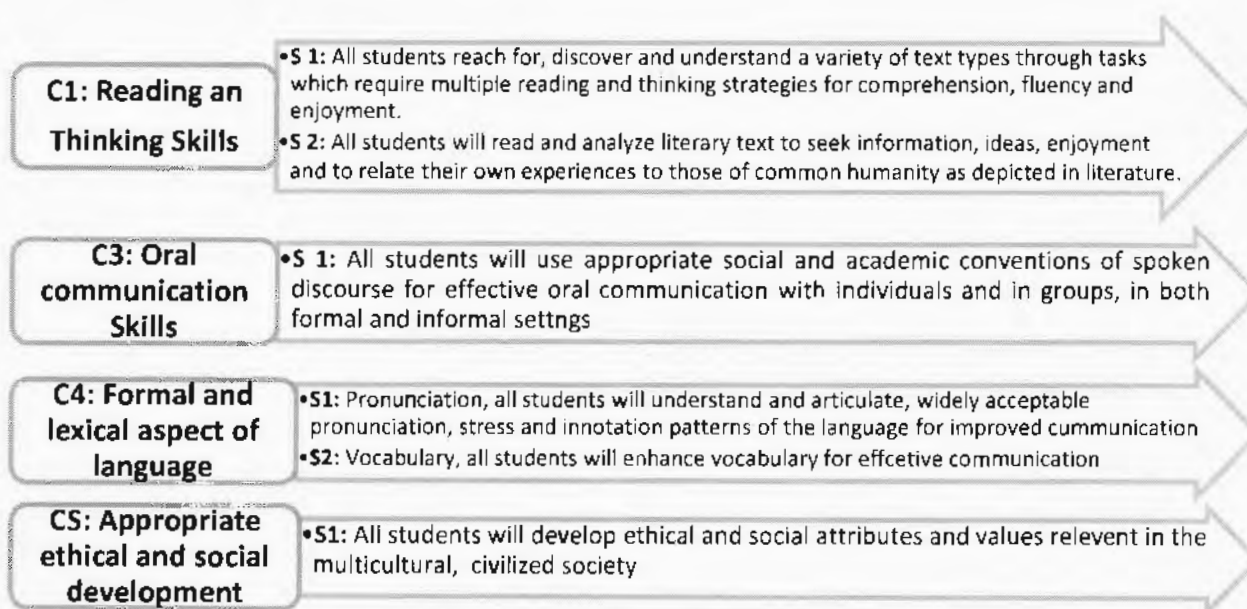 C1: Reading an
Thinking Skills
•S 1: All students reach for, discover and understand a variety of text types through tasks
which require multiple reading and thinking strategies for comprehension, fluency and
enjoyment.
•S 2: All students will read and analyze literary text to seek information, ideas, enjoyment
and to relate their own experiences to those of common humanity as depicted in literature.
C3: Oral
communication
Skills
•S 1: All students will use appropriate social and academic conventions of spoken
discourse for effective oral communication with individuals and in groups, in both
formal and informal settngs
C4: Formal and
lexical aspect of
language
•S1: Pronunciation, all students will understand and articulate, widely acceptable
pronunciation, stress and innotation patterns of the language for improved cummunication
•S2: Vocabulary, all students will enhance vocabulary for effcetive communication
CS: Appropriate
ethical and social
development
•S1: All students will develop ethical and social attributes and values relevent in the
multicultural, civilized society